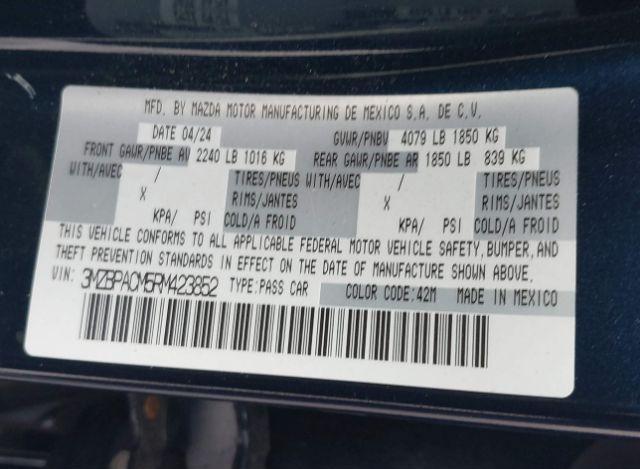 MFD. BY MAZDA MOTOR MANUFACTURING DE MEXICO S.A. DE C.V.
DATE 04/24 GVWR/PNBV 4079 LB 1850 KG
FRONT GAWR/PNBE AV 2240 LB 1016 KG REAR GAWR/PNBE AR 1850 LB 839 KG
WITH/AVEC / TIRES/PNEUS WITH/AVEC / TIRES/PNEUS
X RIMS/JANTES X RIMS/JANTES
KPA/ PSI COLD/A FROID KPA/ PSI COLD/A FROID
THIS VEHICLE CONFORMS TO ALL APPLICABLE FEDERAL MOTOR VEHICLE SAFETY, BUMPER, AND
THEFT PREVENTION STANDARDS IN EFFECT ON THE DATE OF MANUFACTURE SHOWN ABOVE.
VIN: 3MZBPACM5RM423852 TYPE:PASS CAR COLOR CODE:42M MADE IN MEXICO